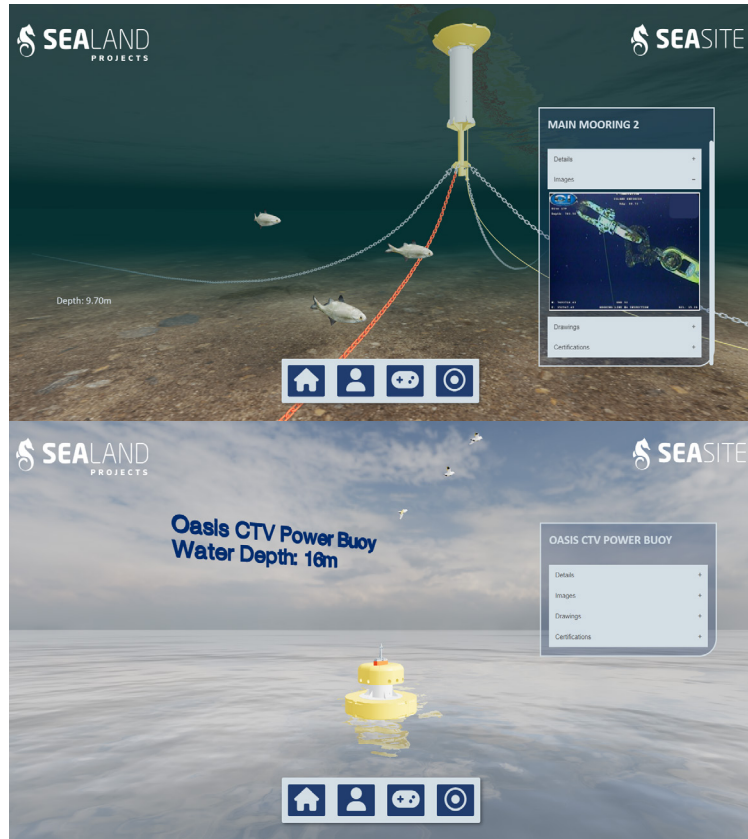 SEALAND
PROJECTS
SEASITE
MAIN MOORING 2
Details +
Images −
Drawings +
Certifications +
Depth: 9.70m
SEALAND
PROJECTS
SEASITE
Oasis CTV Power Buoy
Water Depth: 16m
OASIS CTV POWER BUOY
Details +
Images +
Drawings +
Certifications +